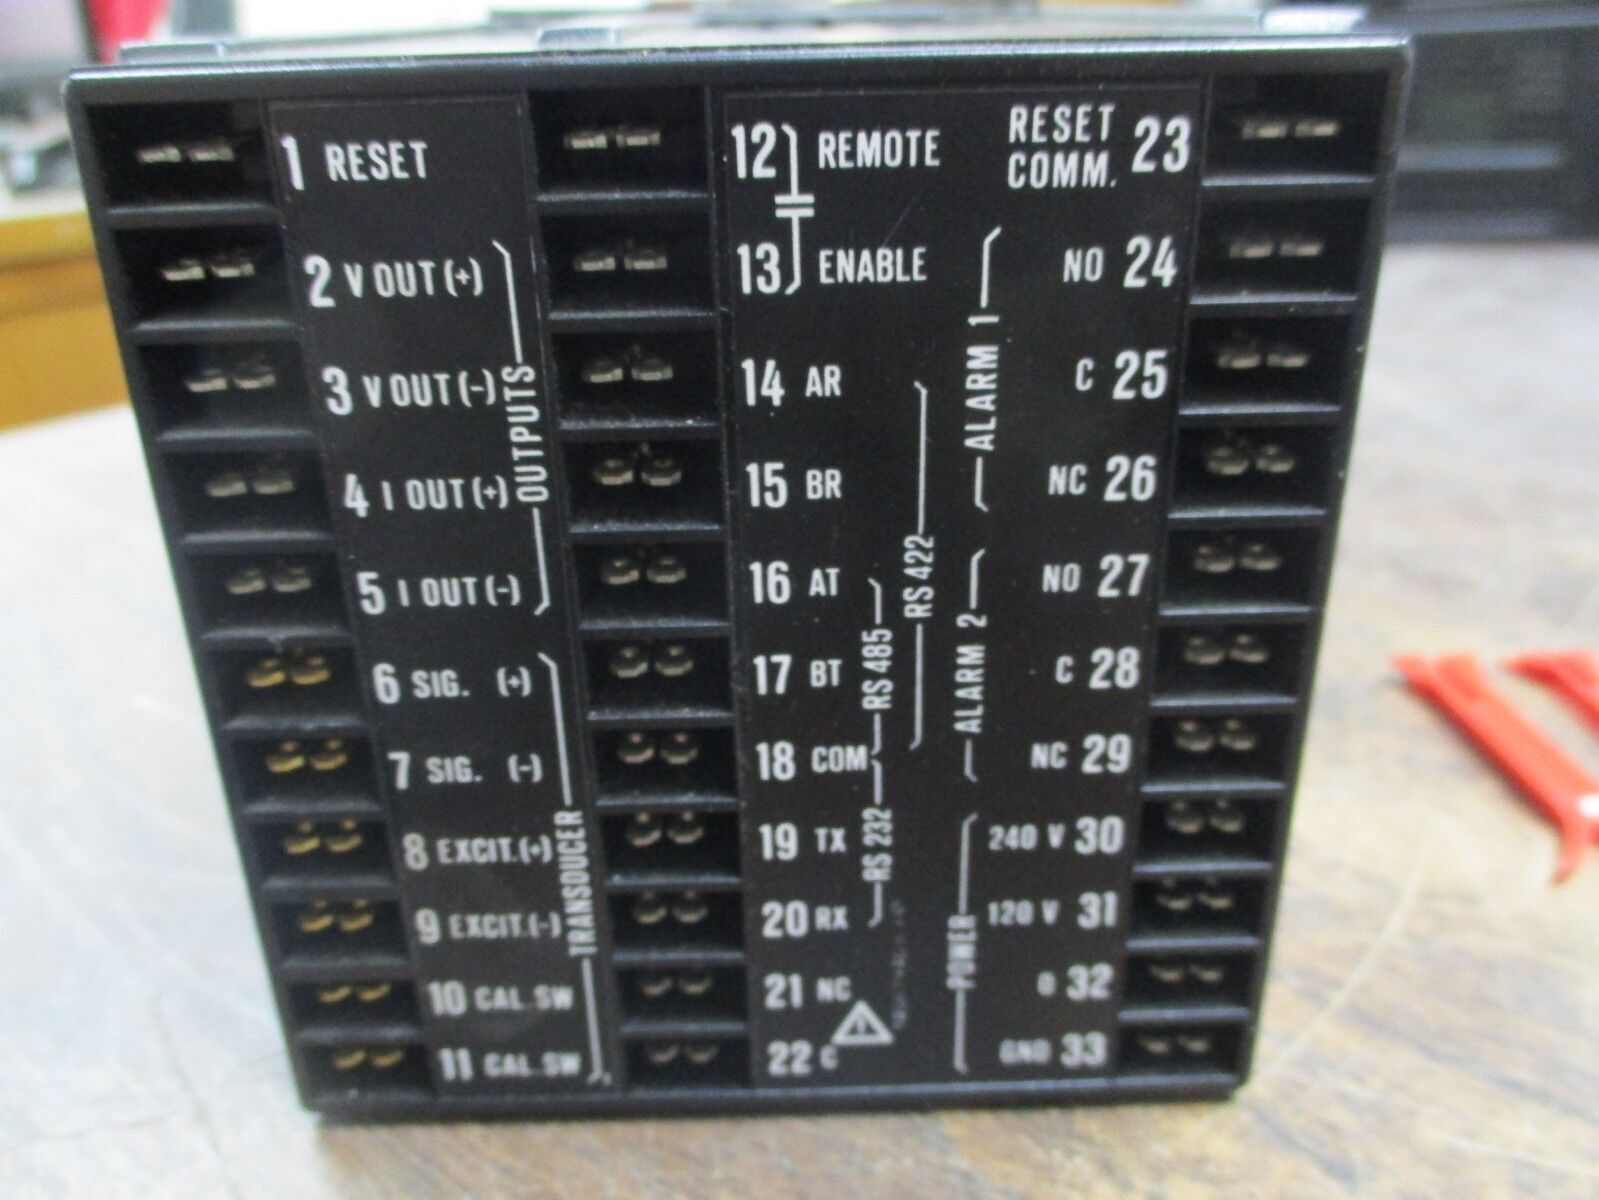 1 RESET
2 V OUT (+)
3 V OUT (-)
4 I OUT (+)
5 I OUT (-)
OUTPUTS
6 SIG. (+)
7 SIG. (-)
8 EXCIT. (+)
9 EXCIT. (-)
10 CAL. SW
11 CAL. SW
TRANSDUCER
12 REMOTE
13 ENABLE
14 AR
15 BR
16 AT
17 BT
18 COM
19 TX
20 RX
21 NC
22 C
RS 485
RS 232
RS 422
RESET COMM. 23
NO 24
C 25
NC 26
ALARM 1
NO 27
C 28
NC 29
ALARM 2
240 V 30
120 V 31
0 32
GND 33
POWER